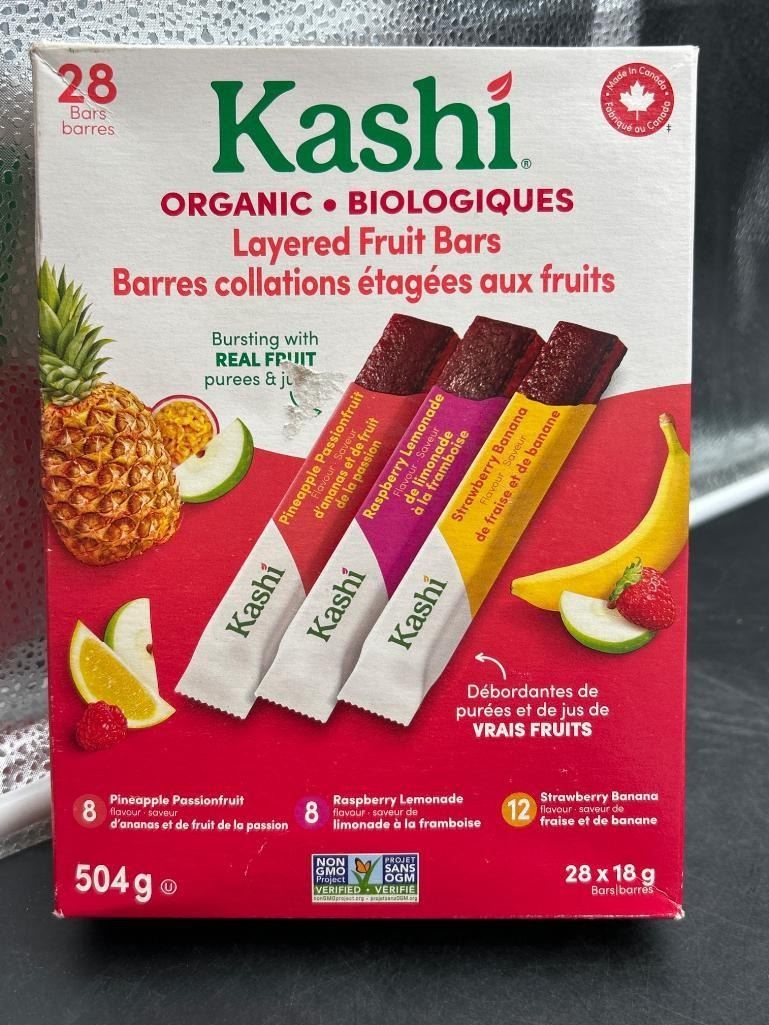 28
Bars
barres
Kashi®
Made in Canada
Fabriqué au Canada
‡
ORGANIC • BIOLOGIQUES
Layered Fruit Bars
Barres collations étagées aux fruits
Bursting with
REAL FRUIT
purees &
Pineapple Passionfruit
Flavour · Saveur
d'ananas et de fruit
de la passion
Kashi
Raspberry Lemonade
Flavour · Saveur
de limonade
à la framboise
Kashi
Strawberry Banana
Flavour · Saveur
de fraise et de banane
Kashi
Débordantes de
purées et de jus de
VRAIS FRUITS
8
Pineapple Passionfruit
flavour · saveur
d'ananas et de fruit de la passion
8
Raspberry Lemonade
flavour · saveur de
limonade à la framboise
12
Strawberry Banana
flavour · saveur de
fraise et de banane
504 g
U
NON
GMO
Project
VERIFIED
nonGMOproject.org
PROJET
SANS
OGM
VÉRIFIÉ
projetsansOGM.org
28 x 18 g
Bars|barres